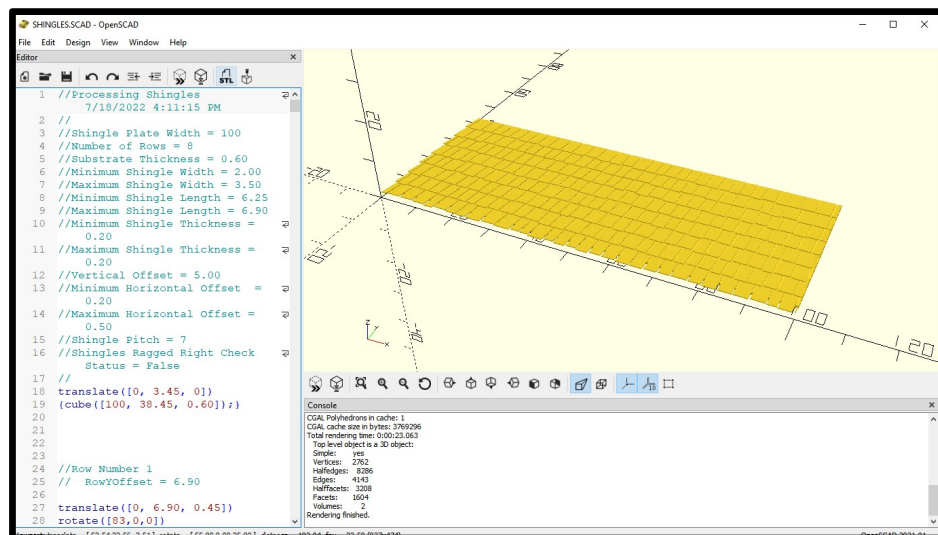 SHINGLES.SCAD - OpenSCAD
File Edit Design View Window Help
Editor
STL
1 //Processing Shingles
7/18/2022 4:11:15 PM
2 //
3 //Shingle Plate Width = 100
4 //Number of Rows = 8
5 //Substrate Thickness = 0.60
6 //Minimum Shingle Width = 2.00
7 //Maximum Shingle Width = 3.50
8 //Minimum Shingle Length = 6.25
9 //Maximum Shingle Length = 6.90
10 //Minimum Shingle Thickness =
0.20
11 //Maximum Shingle Thickness =
0.20
12 //Vertical Offset = 5.00
13 //Minimum Horizontal Offset  =
0.20
14 //Maximum Horizontal Offset =
0.50
15 //Shingle Pitch = 7
16 //Shingles Ragged Right Check
Status = False
17 //
18 translate([0, 3.45, 0])
19 {cube([100, 38.45, 0.60]);}
20
21
22
23
24 //Row Number 1
25 //  RowYOffset = 6.90
26
27 translate([0, 6.90, 0.45])
28 rotate([83,0,0])
120
z
y
x
10
Console
CGAL Polyhedrons in cache: 1
CGAL cache size in bytes: 3769296
Total rendering time: 0:00:23.063
Top level object is a 3D object:
Simple: yes
Vertices: 2762
Halfedges: 8286
Edges: 4143
Halffacets: 3208
Facets: 1604
Volumes: 2
Rendering finished.